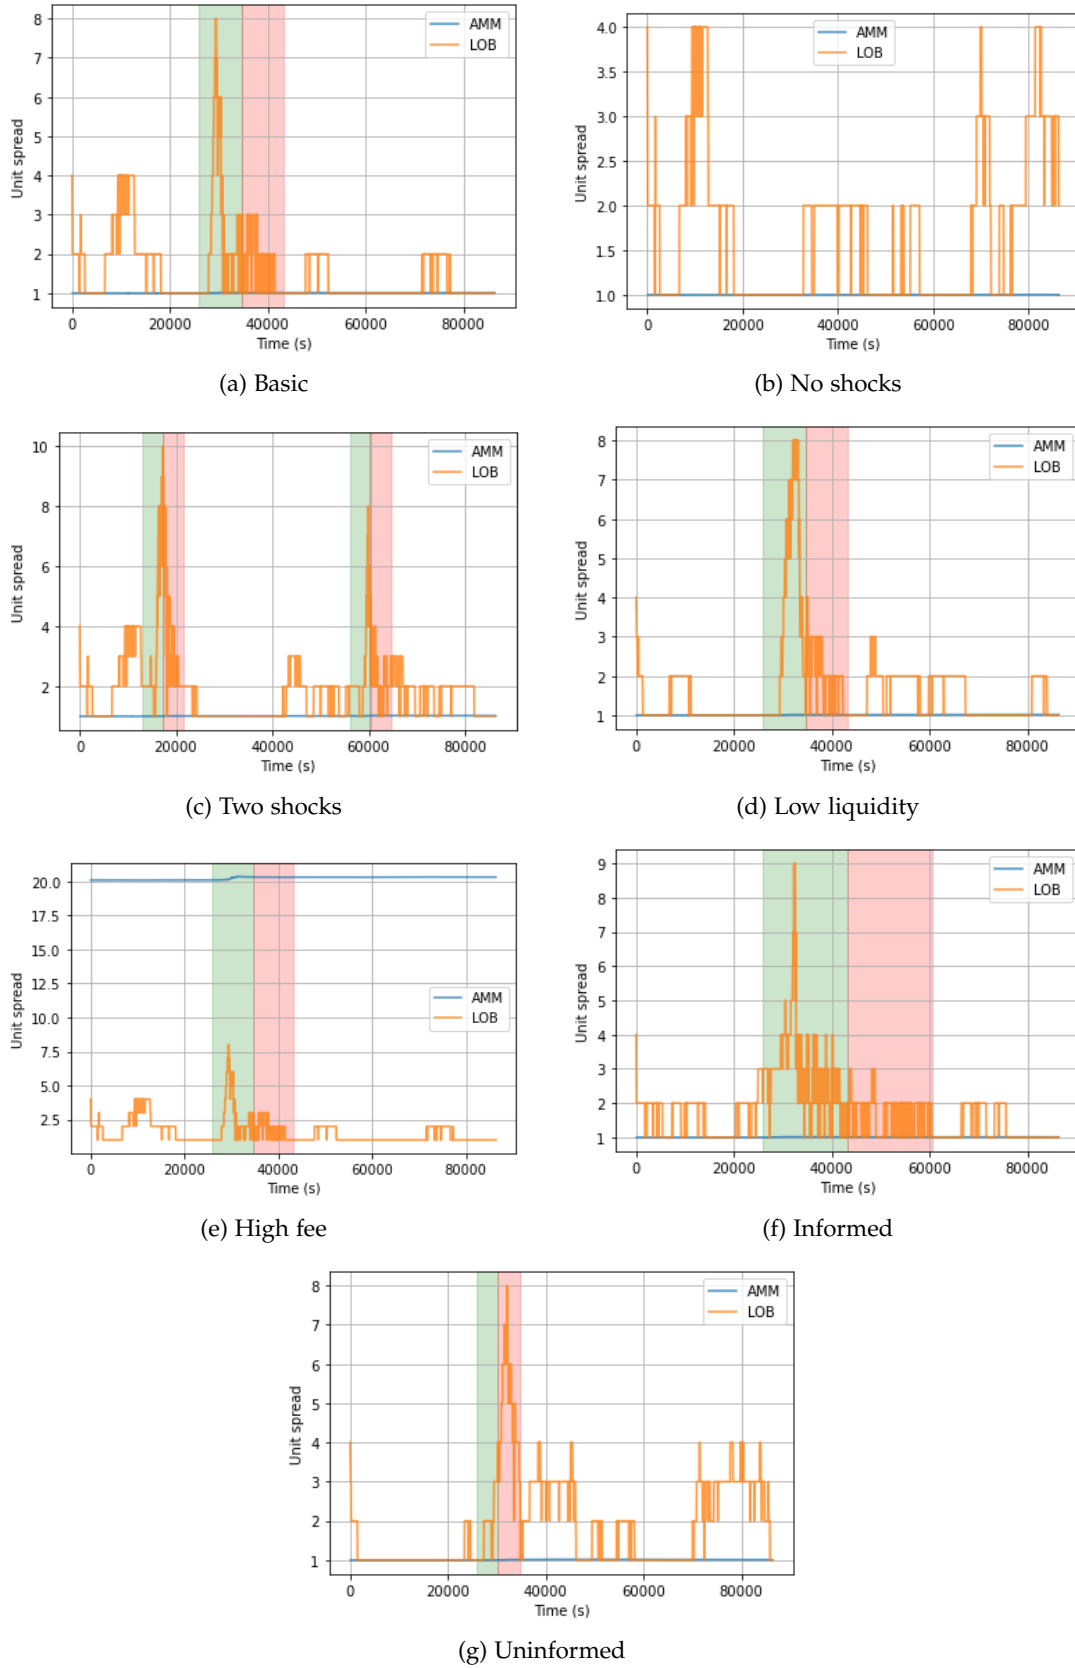 8
7
6
5
4
3
2
1
Unit spread
AMM
LOB
0 20000 40000 60000 80000
Time (s)
(a) Basic
4.0
3.5
3.0
2.5
2.0
1.5
1.0
Unit spread
AMM
LOB
0 20000 40000 60000 80000
Time (s)
(b) No shocks
10
8
6
4
2
Unit spread
AMM
LOB
0 20000 40000 60000 80000
Time (s)
(c) Two shocks
8
7
6
5
4
3
2
1
Unit spread
AMM
LOB
0 20000 40000 60000 80000
Time (s)
(d) Low liquidity
20.0
17.5
15.0
12.5
10.0
7.5
5.0
2.5
Unit spread
AMM
LOB
0 20000 40000 60000 80000
Time (s)
(e) High fee
9
8
7
6
5
4
3
2
1
Unit spread
AMM
LOB
0 20000 40000 60000 80000
Time (s)
(f) Informed
8
7
6
5
4
3
2
1
Unit spread
AMM
LOB
0 20000 40000 60000 80000
Time (s)
(g) Uninformed